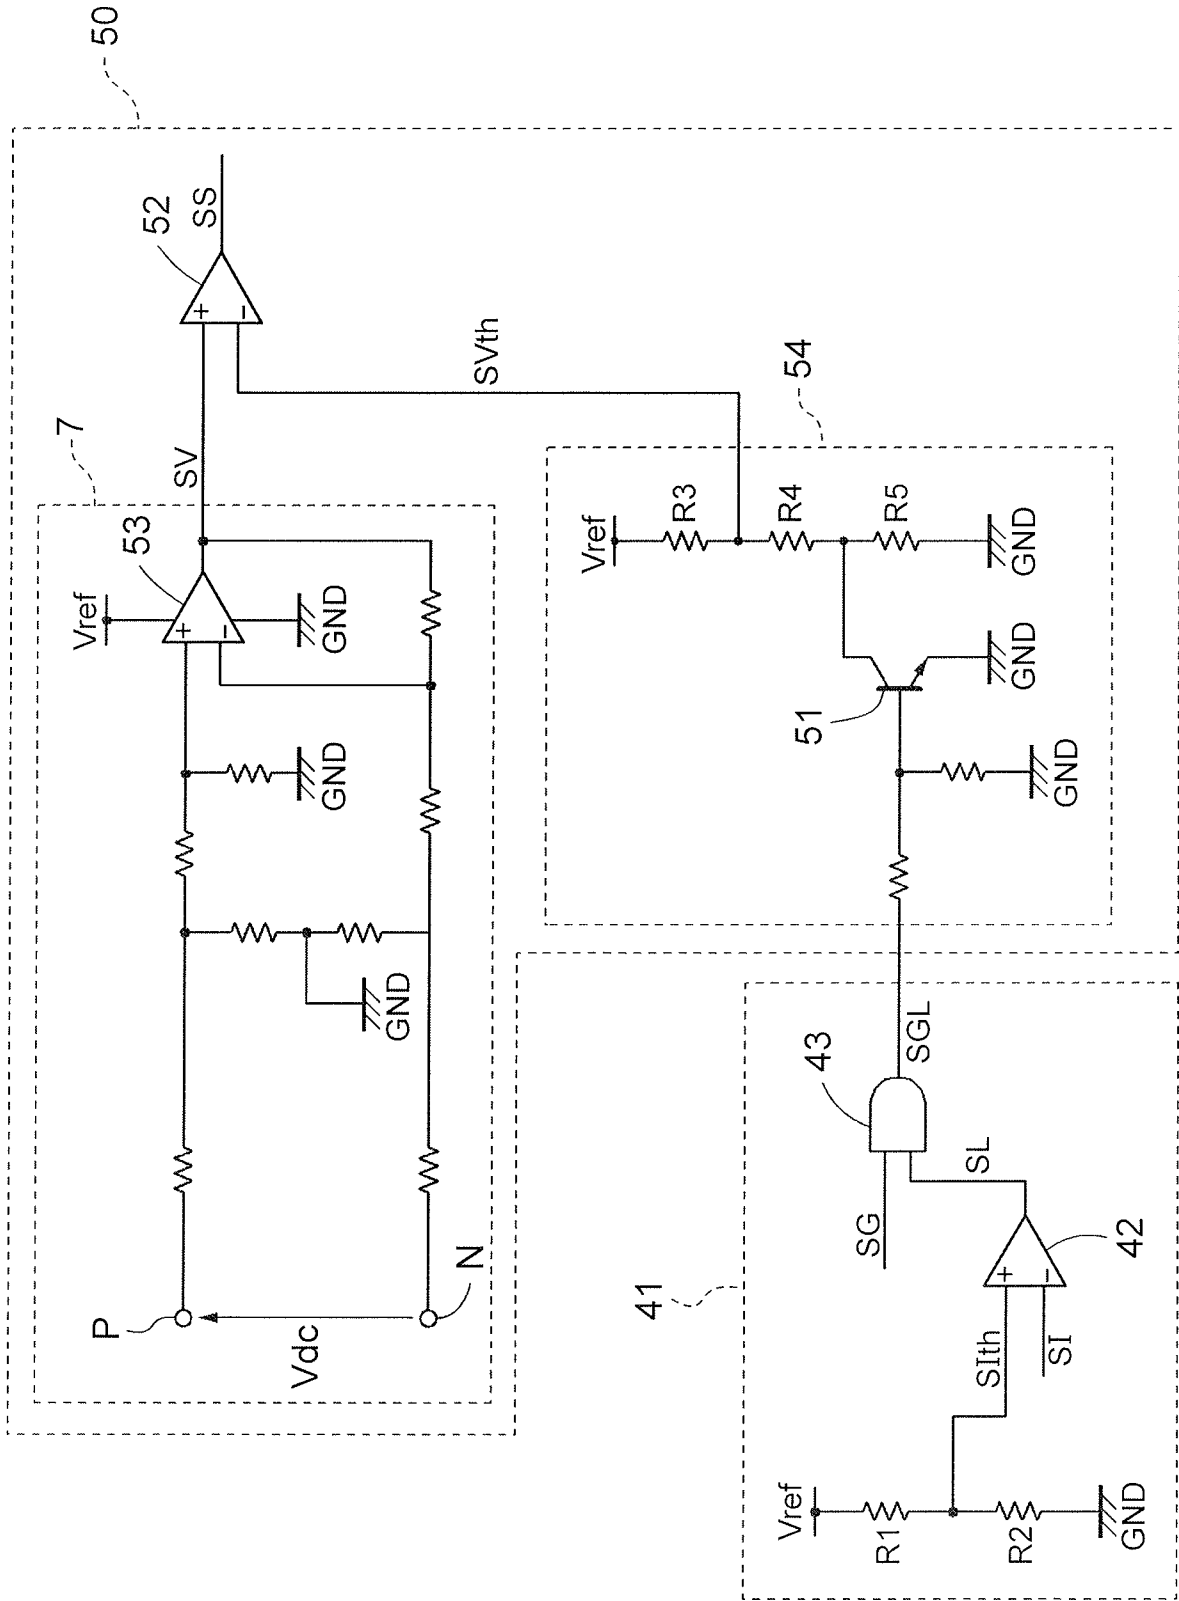 50
7
Vref
53
SV
52
SS
GND
GND
GND
P
Vdc
N
SVth
54
Vref
R3
R4
R5
GND
51
GND
GND
41
43
SG
SGL
SL
42
SIth
SI
Vref
R1
R2
GND